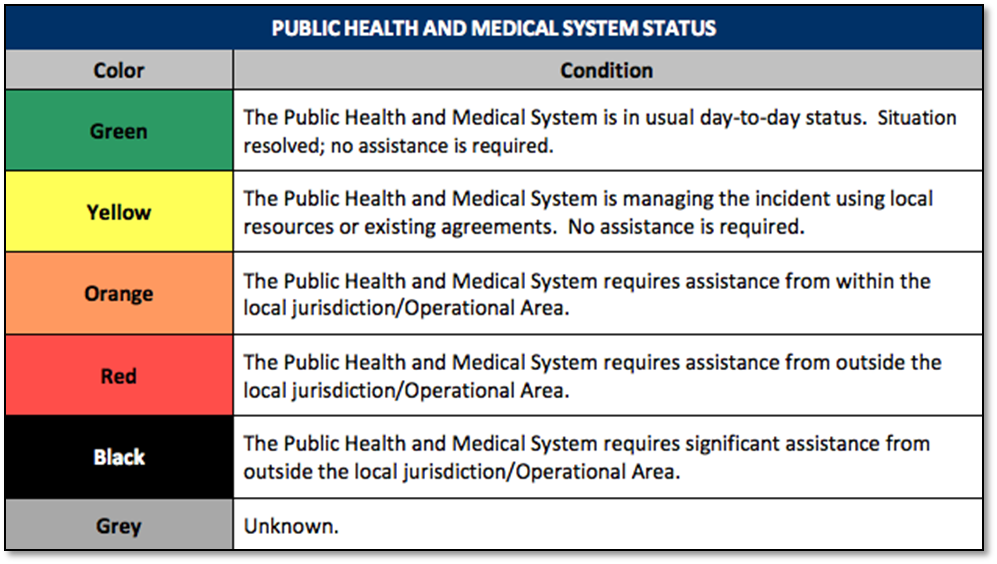 PUBLIC HEALTH AND MEDICAL SYSTEM STATUS
Color Condition
Green
The Public Health and Medical System is in usual day-to-day status.  Situation
resolved; no assistance is required.
Yellow
The Public Health and Medical System is managing the incident using local
resources or existing agreements.  No assistance is required.
Orange
The Public Health and Medical System requires assistance from within the
local jurisdiction/Operational Area.
Red
The Public Health and Medical System requires assistance from outside the
local jurisdiction/Operational Area.
Black
The Public Health and Medical System requires significant assistance from
outside the local jurisdiction/Operational Area.
Grey
Unknown.